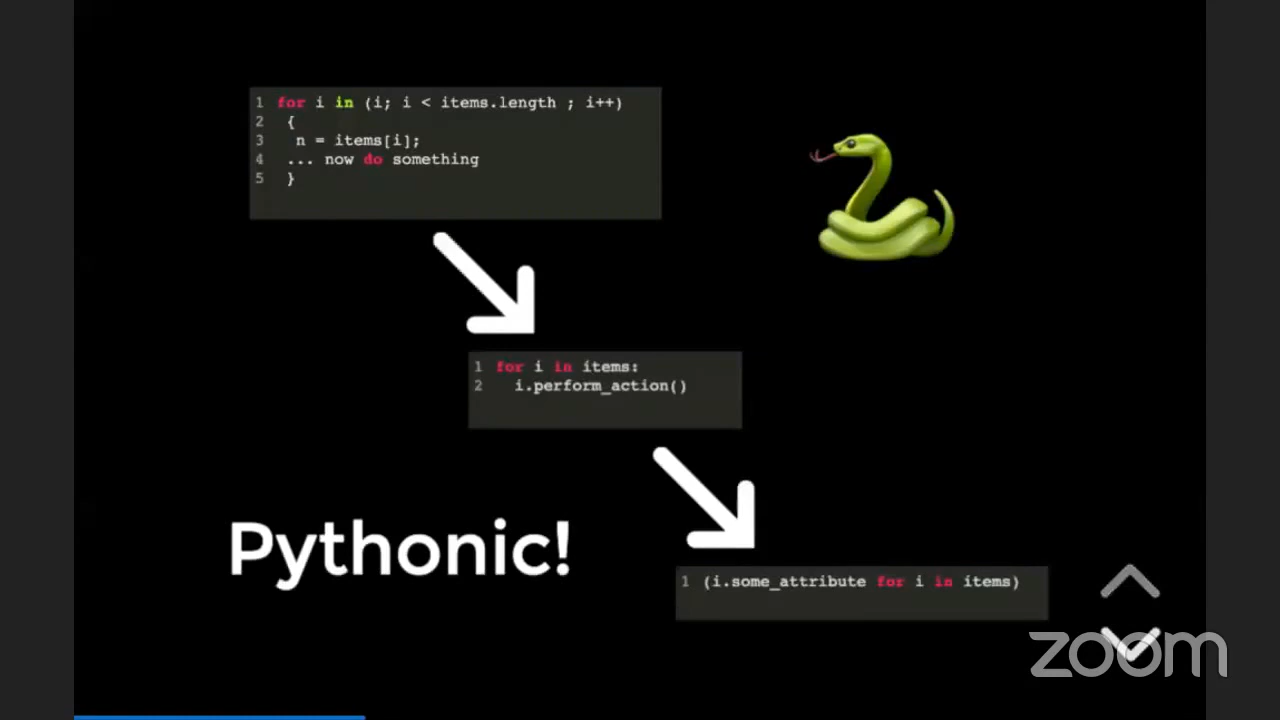 1 for i in (i; i < items.length ; i++)
2 {
3 n = items[i];
4 ... now do something
5 }
1 for i in items:
2 i.perform_action()
Pythonic!
1 (i.some_attribute for i in items)
zoom